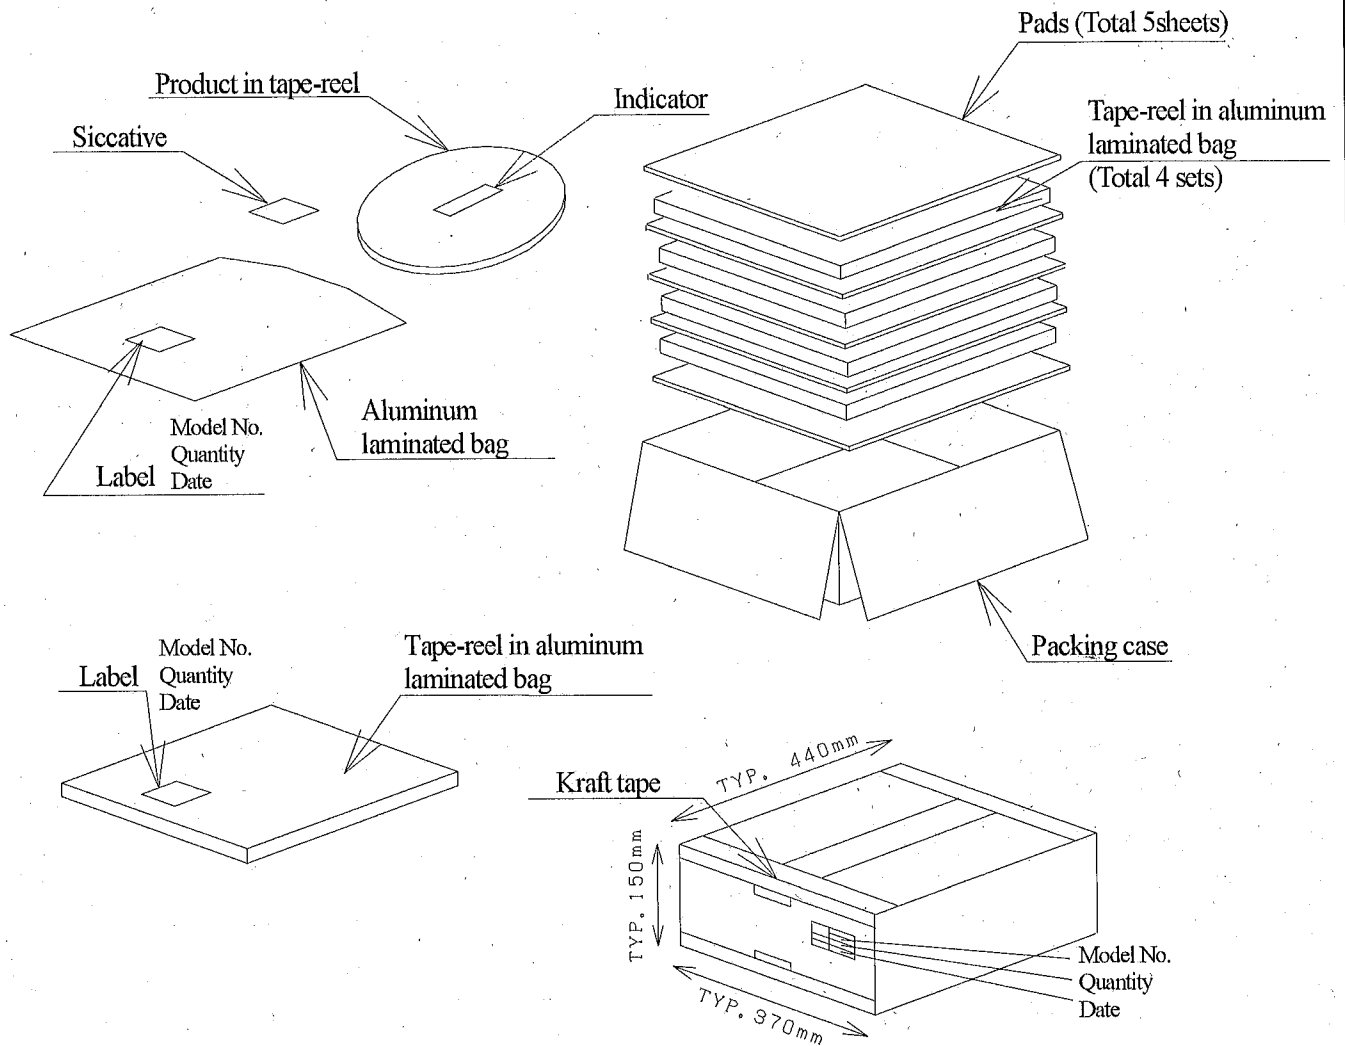 Pads (Total 5sheets)
Product in tape-reel
Indicator
Tape-reel in aluminum
laminated bag
(Total 4 sets)
Siccative
Aluminum
laminated bag
Model No.
Quantity
Label
Date
Packing case
Model No.
Label
Quantity
Date
Tape-reel in aluminum
laminated bag
Kraft tape
TYP. 440mm
TYP. 150mm
TYP. 370mm
Model No.
Quantity
Date